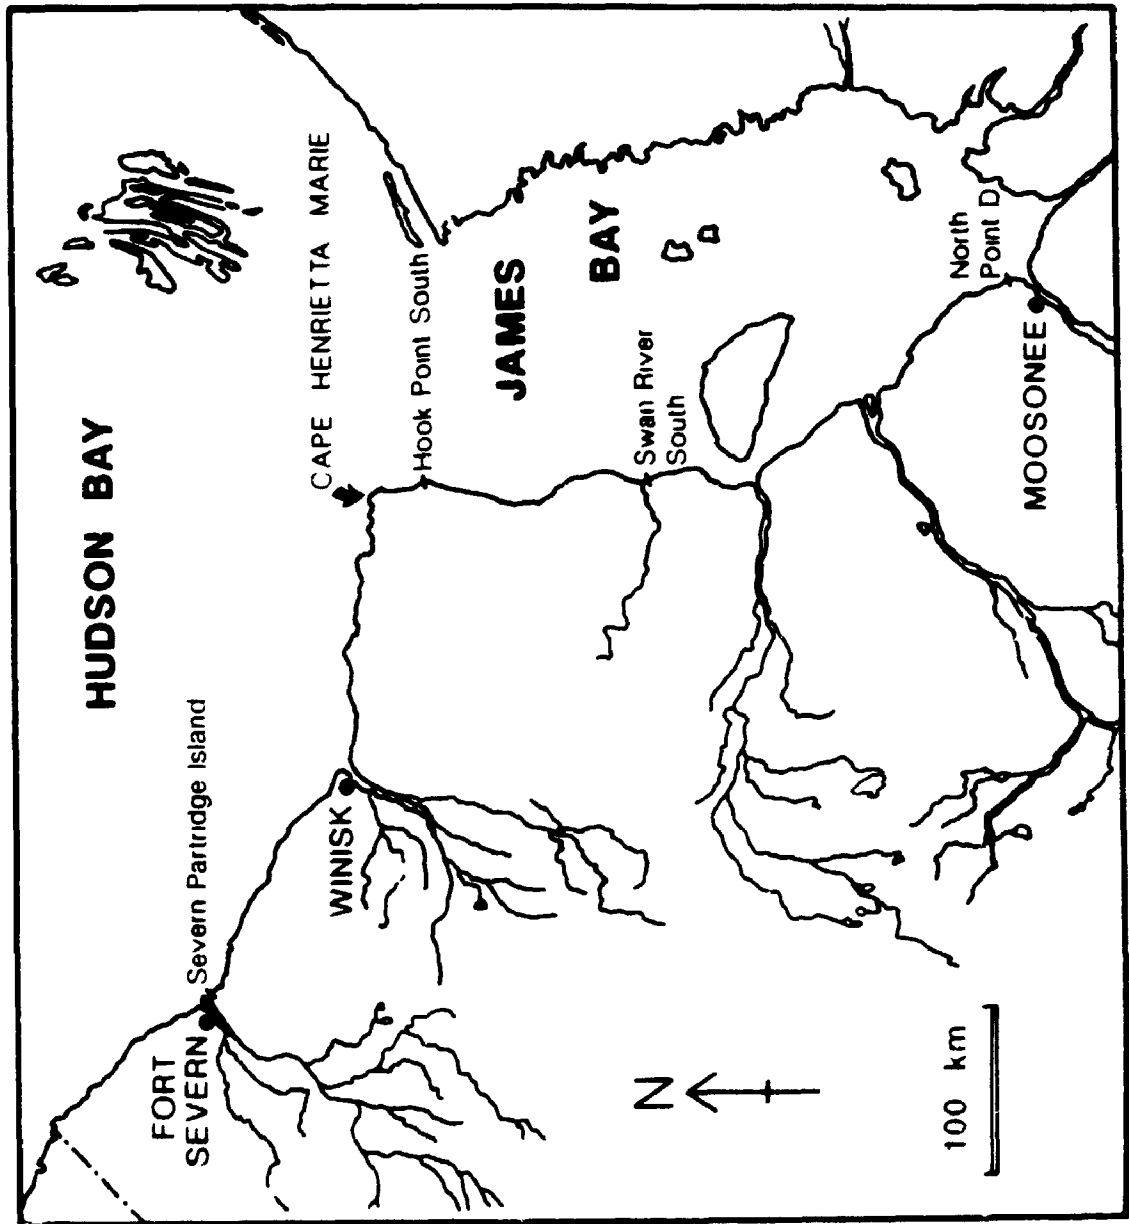 HUDSON BAY
CAPE HENRIETTA MARIE
Hook Point South
JAMES
BAY
Severn Partridge Island
FORT
SEVERN
WINISK
Swan River
South
North
Point D
MOOSONEE
N
100 km